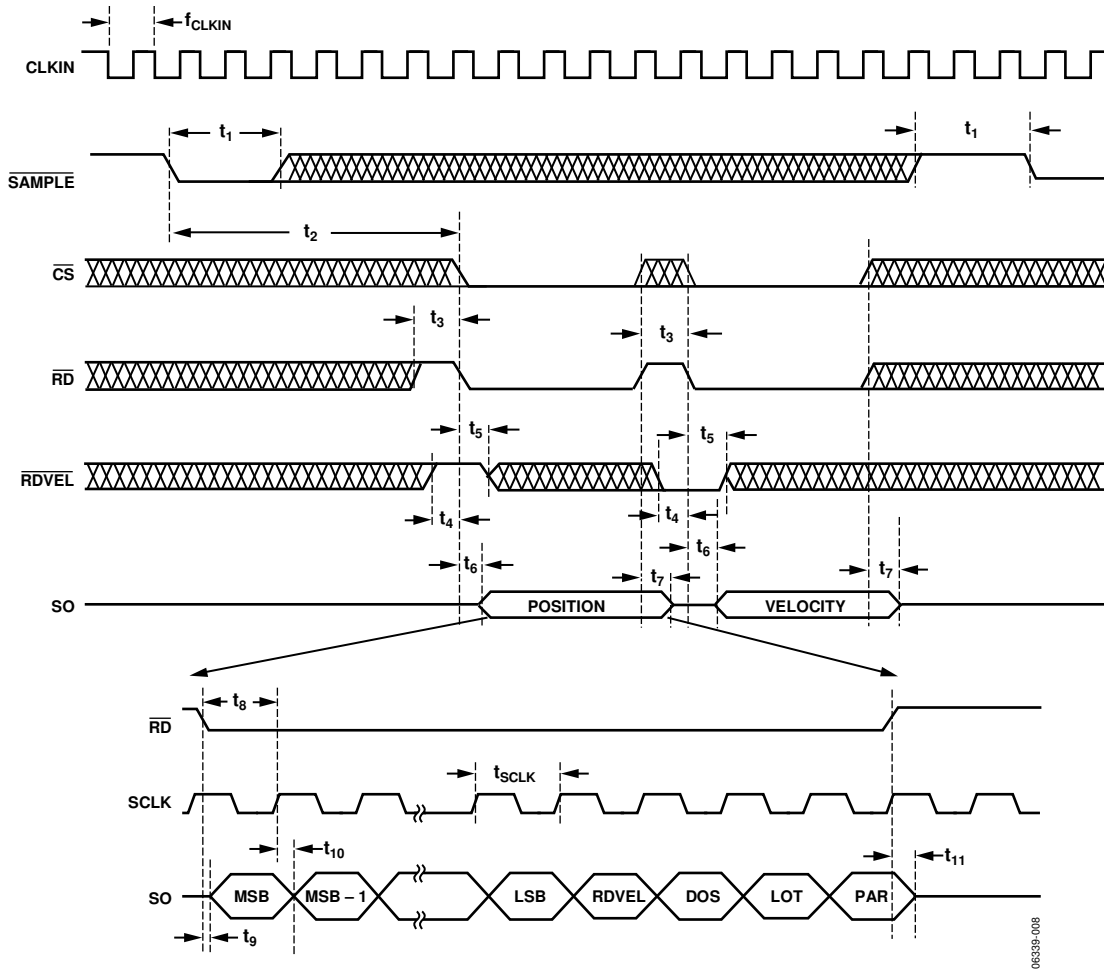 fCLKIN
CLKIN
t1 t1
SAMPLE
t2
CS
t3 t3
RD
t5 t5
RDVEL
t4 t4
t6 t7 t6 t7
SO POSITION VELOCITY
t8
RD
tSCLK
SCLK
t10 t11
SO MSB MSB – 1 LSB RDVEL DOS LOT PAR
t9
06339-008